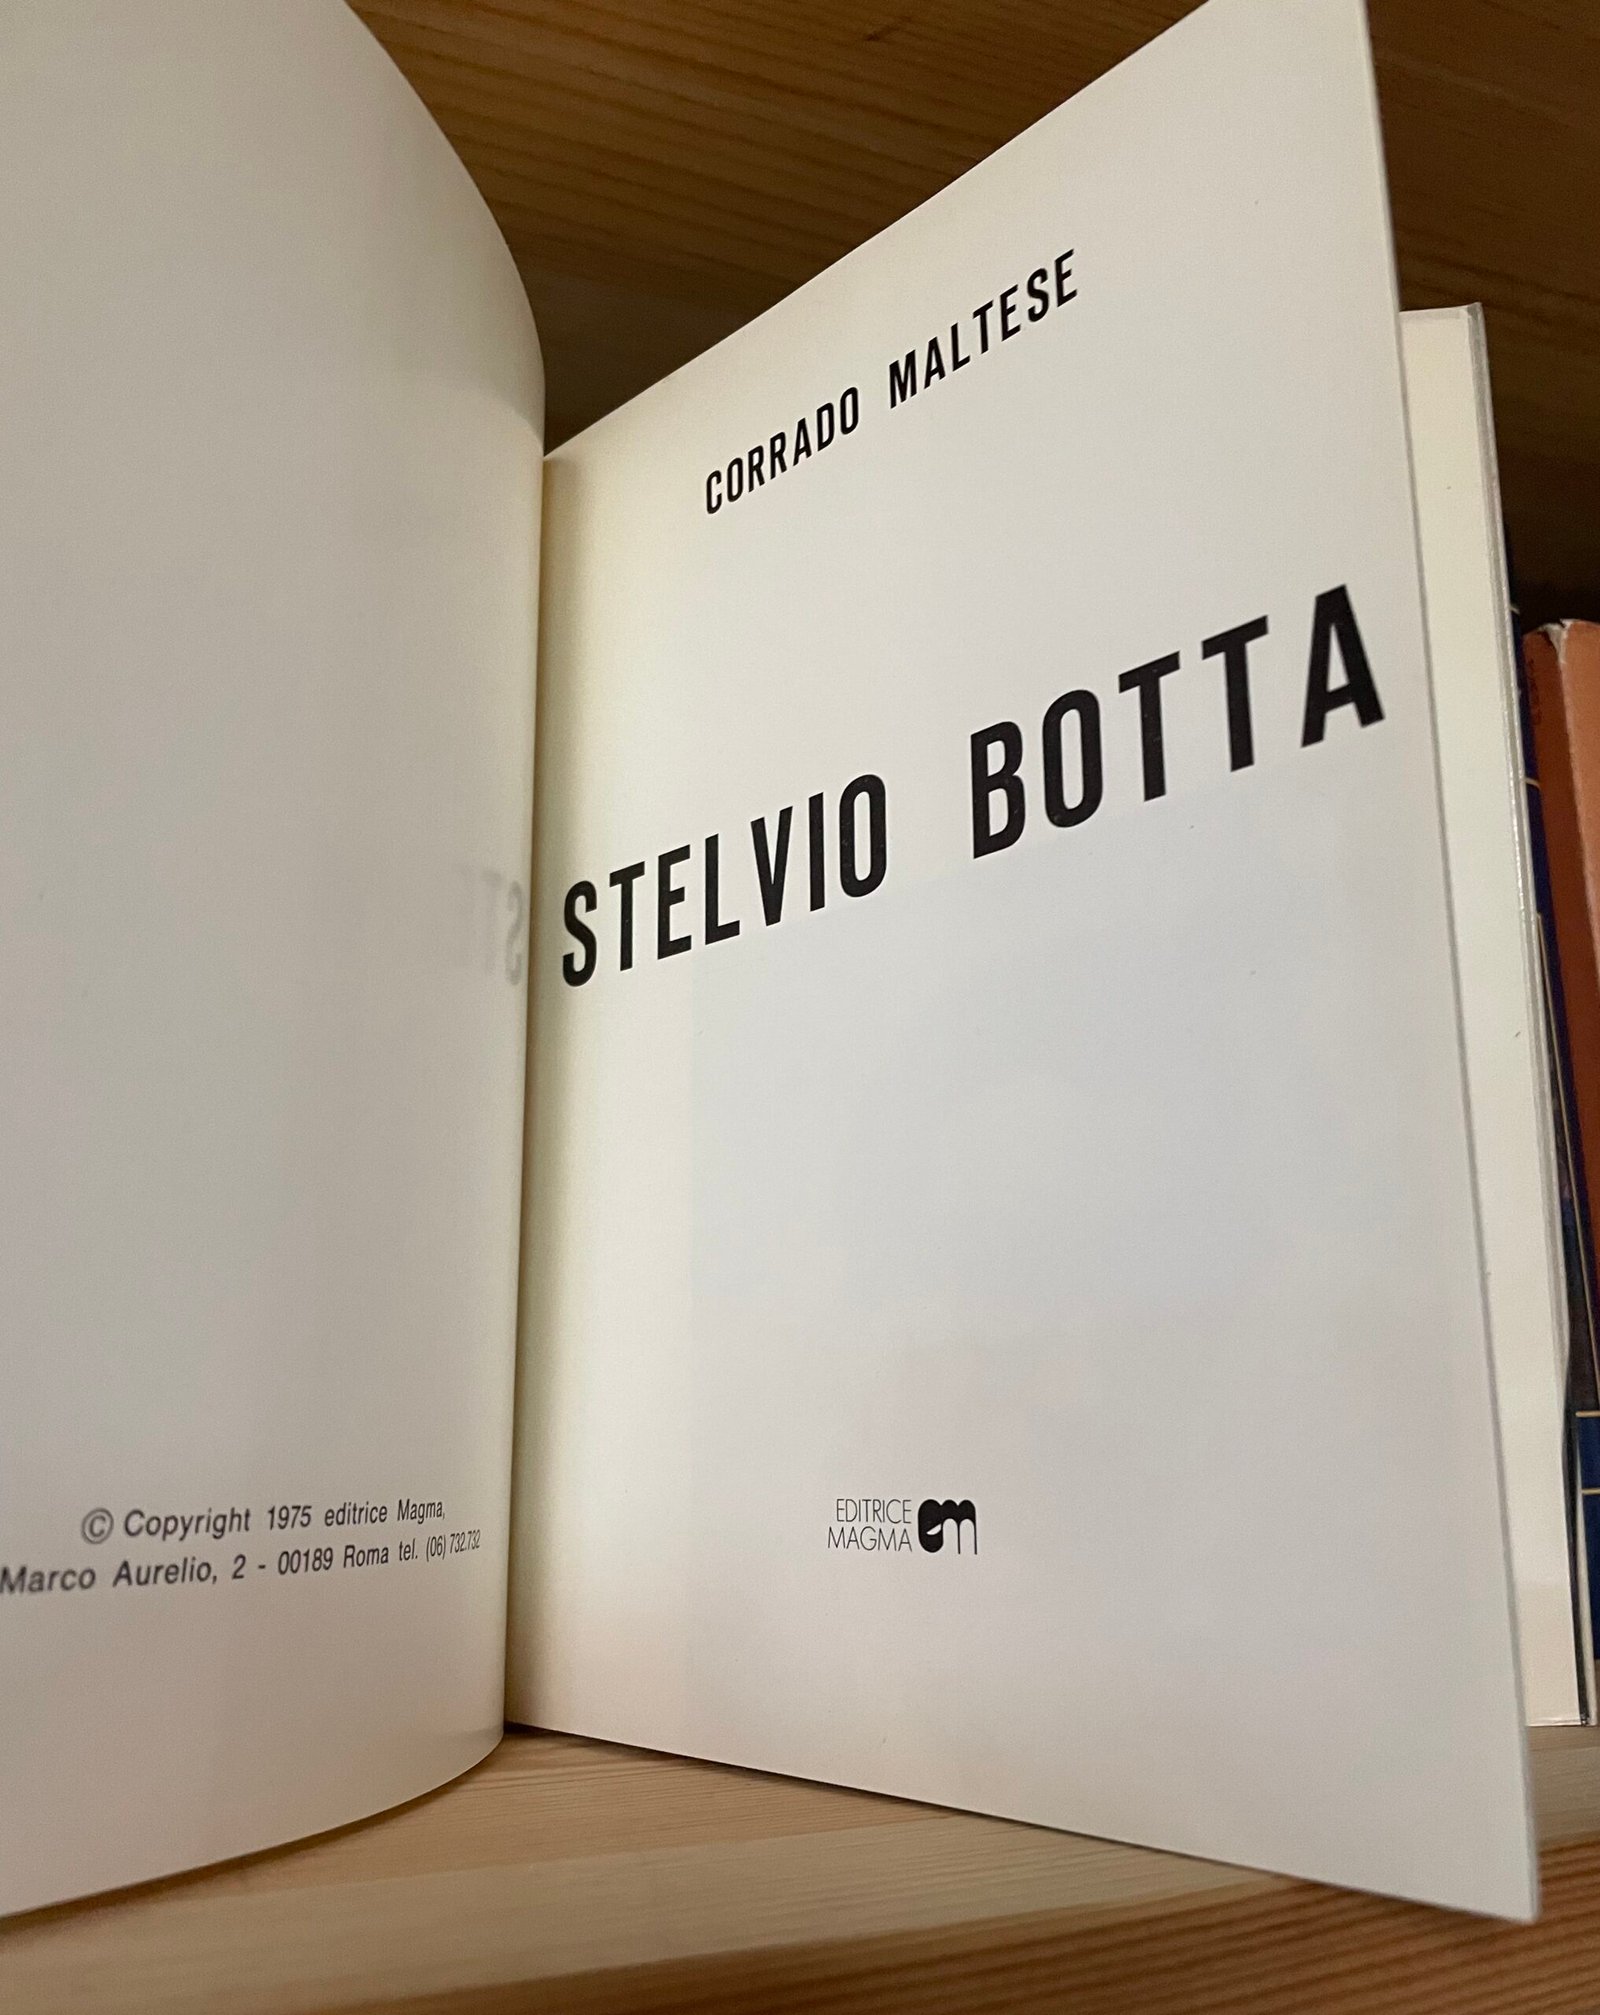 © Copyright 1975 editrice Magma,
Marco Aurelio, 2 - 00189 Roma tel. (06) 732.732
CORRADO MALTESE
STELVIO BOTTA
EDITRICE
MAGMA em